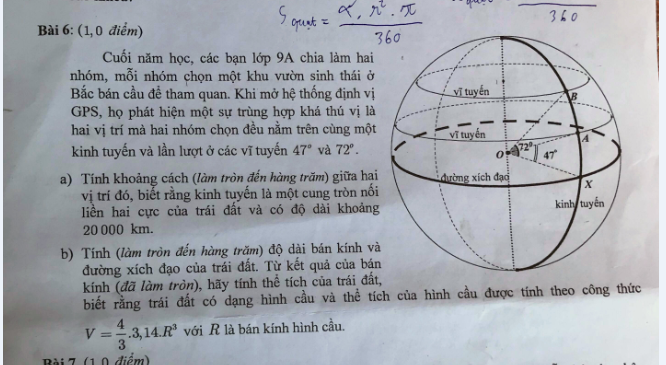 S quạt = α. r². π
360
360
Bài 6: (1,0 điểm)
Cuối năm học, các bạn lớp 9A chia làm hai
nhóm, mỗi nhóm chọn một khu vườn sinh thái ở
Bắc bán cầu để tham quan. Khi mở hệ thống định vị
GPS, họ phát hiện một sự trùng hợp khá thú vị là
hai vị trí mà hai nhóm chọn đều nằm trên cùng một
kinh tuyến và lần lượt ở các vĩ tuyến 47° và 72°.
a) Tính khoảng cách (làm tròn đến hàng trăm) giữa hai
vị trí đó, biết rằng kinh tuyến là một cung tròn nối
liền hai cực của trái đất và có độ dài khoảng
20 000 km.
b) Tính (làm tròn đến hàng trăm) độ dài bán kính và
đường xích đạo của trái đất. Từ kết quả của bán
kính (đã làm tròn), hãy tính thể tích của trái đất,
biết rằng trái đất có dạng hình cầu và thể tích của hình cầu được tính theo công thức
V = 4/3 .3,14.R³ với R là bán kính hình cầu.
vĩ tuyến
B
vĩ tuyến
A
O
72°
47°
đường xích đạo
X
kinh tuyến
Bài 7. (1,0 điểm)